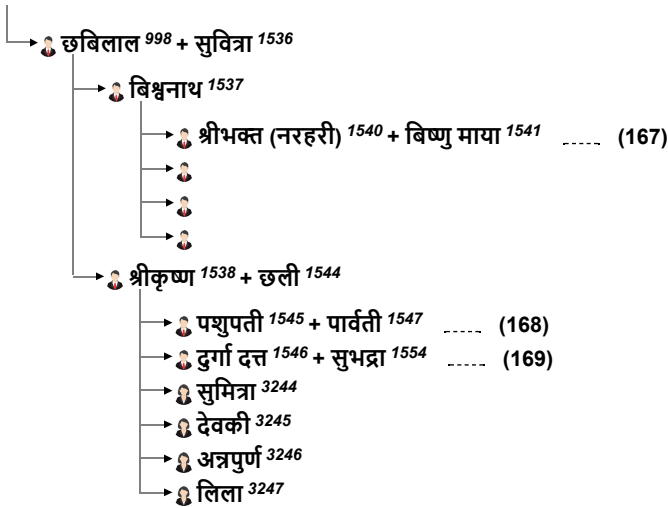 छबिलाल 998 + सुवित्रा 1536
बिश्वनाथ 1537
श्रीभक्त (नरहरी) 1540 + बिष्णु माया 1541 ...... (167)
श्रीकृष्ण 1538 + छली 1544
पशुपती 1545 + पार्वती 1547 ...... (168)
दुर्गा दत्त 1546 + सुभद्रा 1554 ...... (169)
सुमित्रा 3244
देवकी 3245
अन्नपुर्ण 3246
लिला 3247